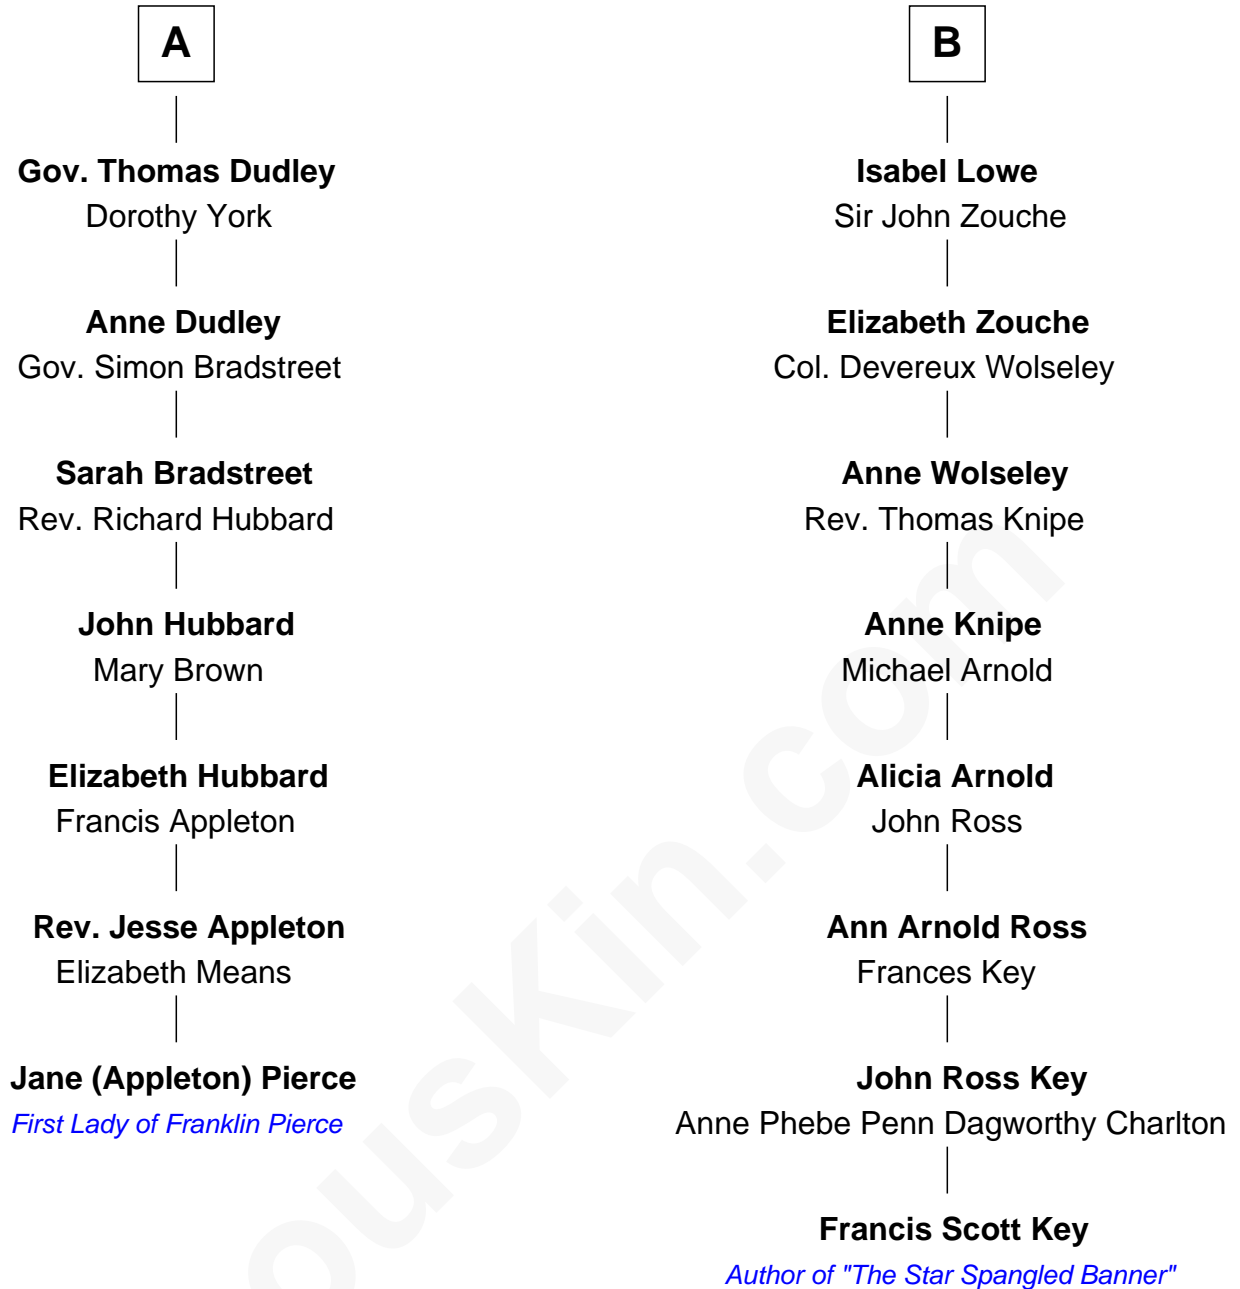 A
Gov. Thomas Dudley
Dorothy York
Anne Dudley
Gov. Simon Bradstreet
Sarah Bradstreet
Rev. Richard Hubbard
John Hubbard
Mary Brown
Elizabeth Hubbard
Francis Appleton
Rev. Jesse Appleton
Elizabeth Means
Jane (Appleton) Pierce
First Lady of Franklin Pierce
B
Isabel Lowe
Sir John Zouche
Elizabeth Zouche
Col. Devereux Wolseley
Anne Wolseley
Rev. Thomas Knipe
Anne Knipe
Michael Arnold
Alicia Arnold
John Ross
Ann Arnold Ross
Frances Key
John Ross Key
Anne Phebe Penn Dagworthy Charlton
Francis Scott Key
Author of "The Star Spangled Banner"
ousKin.com